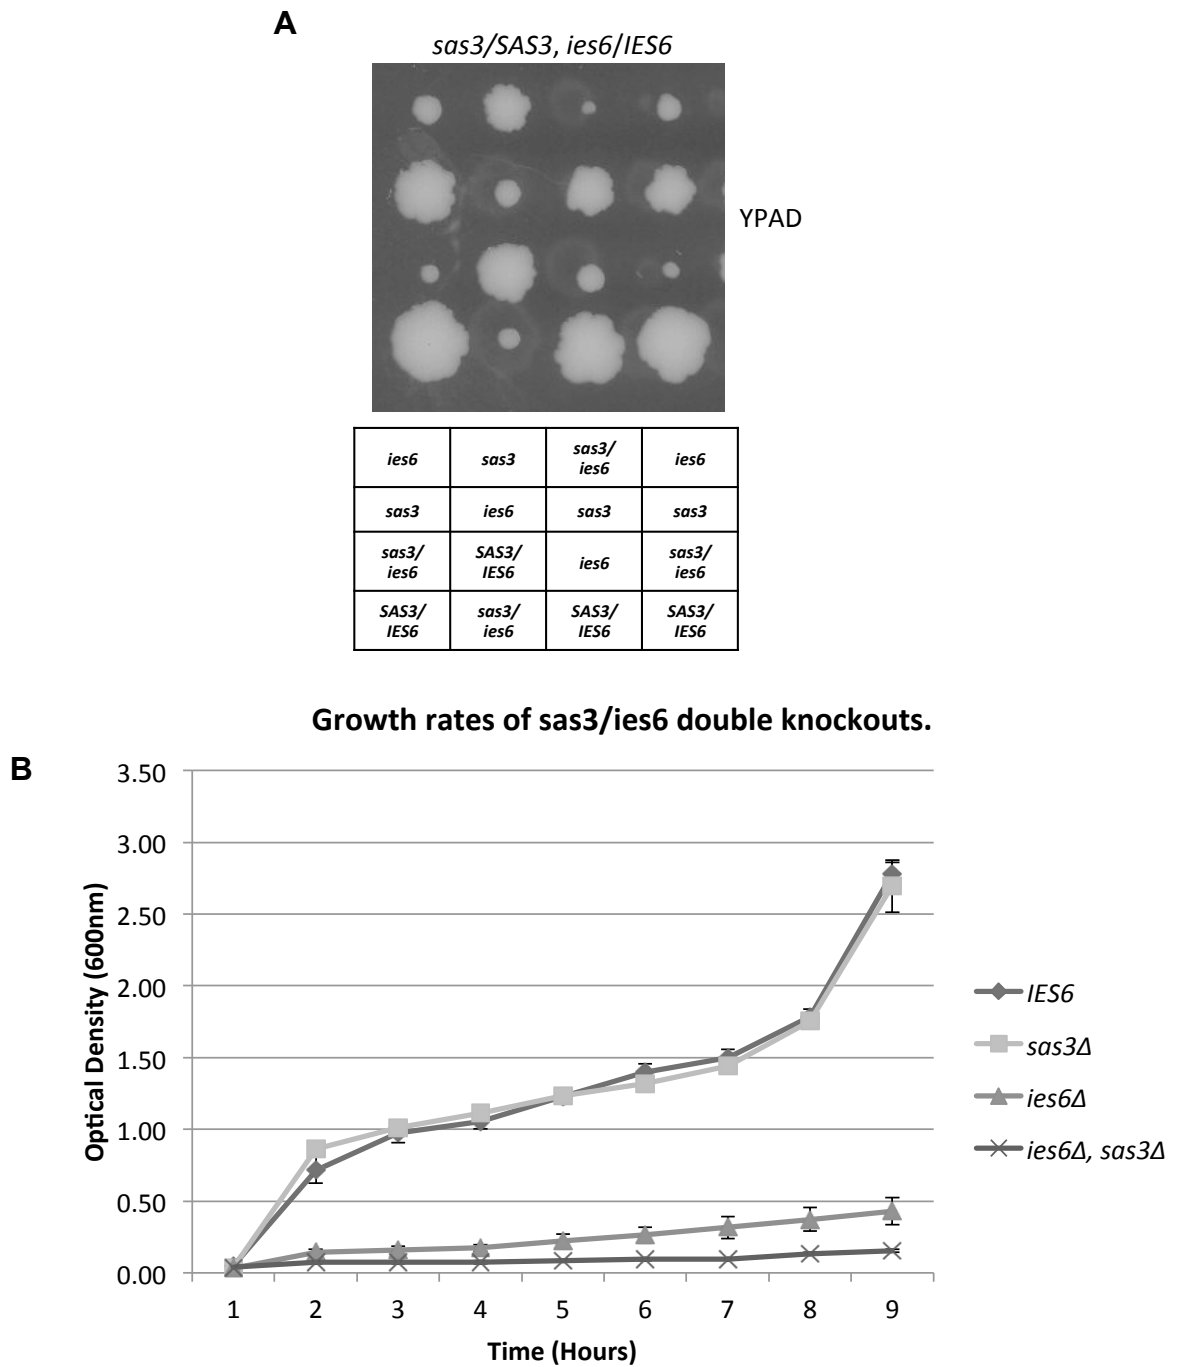 A
sas3/SAS3, ies6/IES6
YPAD
ies6
sas3
sas3/
ies6
ies6
sas3
ies6
sas3
sas3
sas3/
ies6
SAS3/
IES6
ies6
sas3/
ies6
SAS3/
IES6
sas3/
ies6
SAS3/
IES6
SAS3/
IES6
Growth rates of sas3/ies6 double knockouts.
B
3.50
3.00
2.50
2.00
1.50
1.00
0.50
0.00
Optical Density (600nm)
1 2 3 4 5 6 7 8 9
Time (Hours)
IES6
sas3Δ
ies6Δ
ies6Δ, sas3Δ